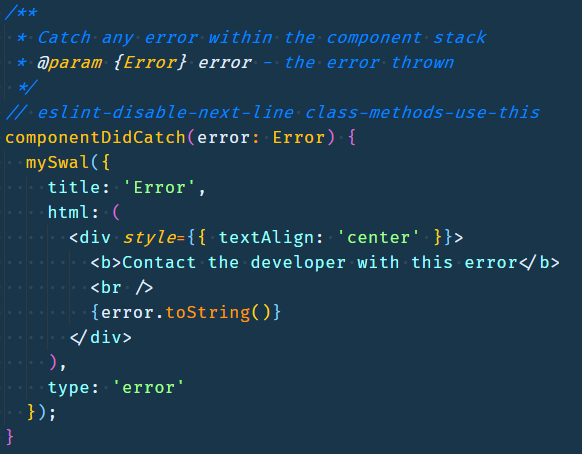 /**
 * Catch any error within the component stack
 * @param {Error} error - the error thrown
 */
// eslint-disable-next-line class-methods-use-this
componentDidCatch(error: Error) {
  mySwal({
    title: 'Error',
    html: (
      <div style={{ textAlign: 'center' }}>
        <b>Contact the developer with this error</b>
        <br />
        {error.toString()}
      </div>
    ),
    type: 'error'
  });
}